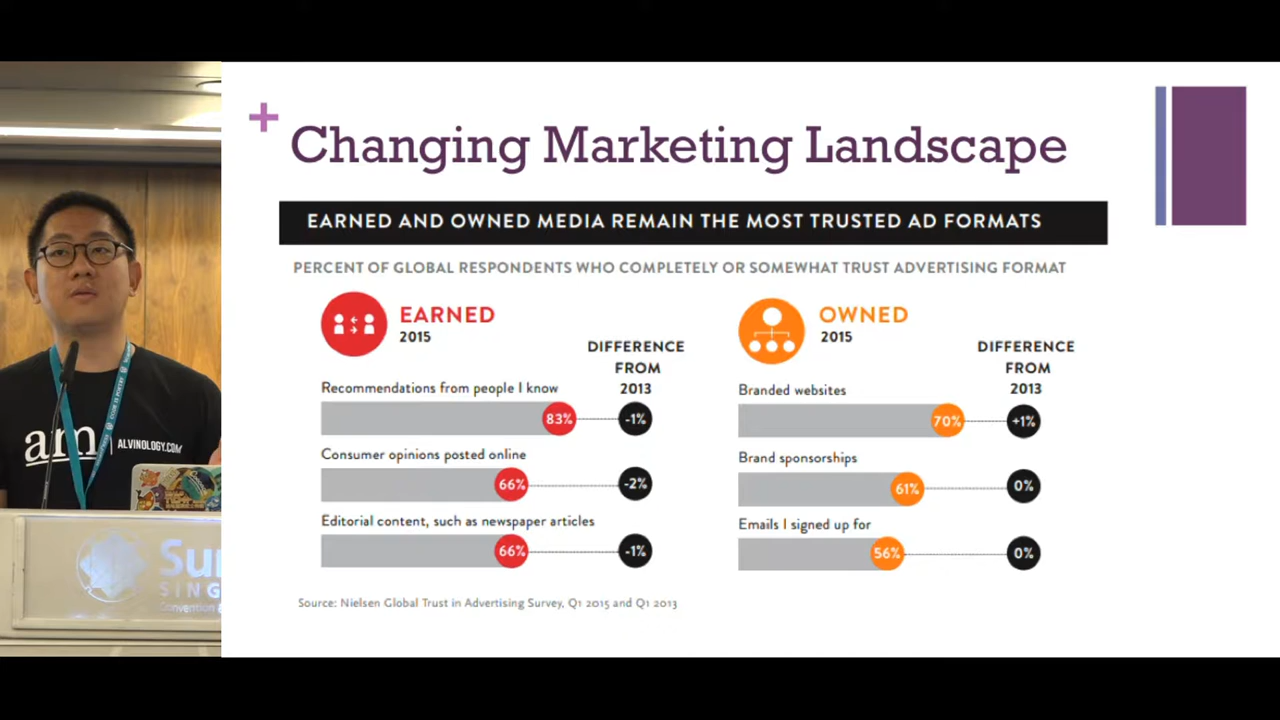 +
Changing Marketing Landscape
EARNED AND OWNED MEDIA REMAIN THE MOST TRUSTED AD FORMATS
PERCENT OF GLOBAL RESPONDENTS WHO COMPLETELY OR SOMEWHAT TRUST ADVERTISING FORMAT
EARNED
2015
DIFFERENCE
FROM
2013
Recommendations from people I know
83% -1%
Consumer opinions posted online
66% -2%
Editorial content, such as newspaper articles
66% -1%
OWNED
2015
DIFFERENCE
FROM
2013
Branded websites
70% +1%
Brand sponsorships
61% 0%
Emails I signed up for
56% 0%
Source: Nielsen Global Trust in Advertising Survey, Q1 2015 and Q1 2013
am
ALVINOLOGY.COM
Sun
SING
Convention &